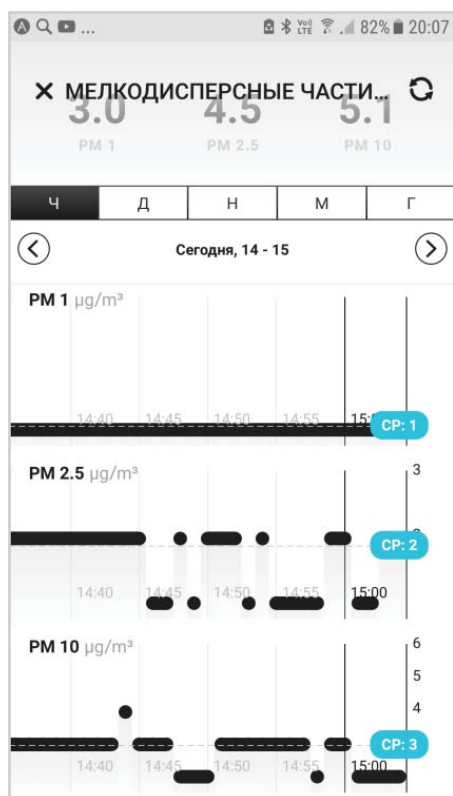 ... Vo)) LTE 82% 20:07
× МЕЛКОДИСПЕРСНЫЕ ЧАСТИ...
3.0 4.5 5.1
PM 1 PM 2.5 PM 10
Ч Д Н М Г
Сегодня, 14 - 15
PM 1 µg/m³
14:40 14:45 14:50 14:55
СР: 1
PM 2.5 µg/m³ 3
СР: 2
14:40 14:45 14:50 14:55 15:00
PM 10 µg/m³ 6
5
4
СР: 3
14:40 14:45 14:50 14:55 15:00